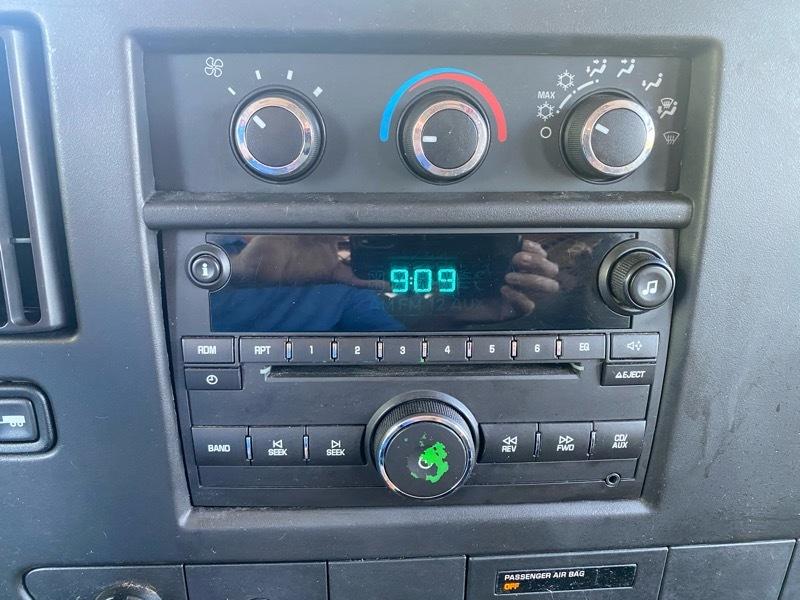 MAX
i
9:09
RDM RPT 1 2 3 4 5 6 EQ
EJECT
BAND SEEK SEEK REV FWD CD/AUX
PASSENGER AIR BAG
OFF